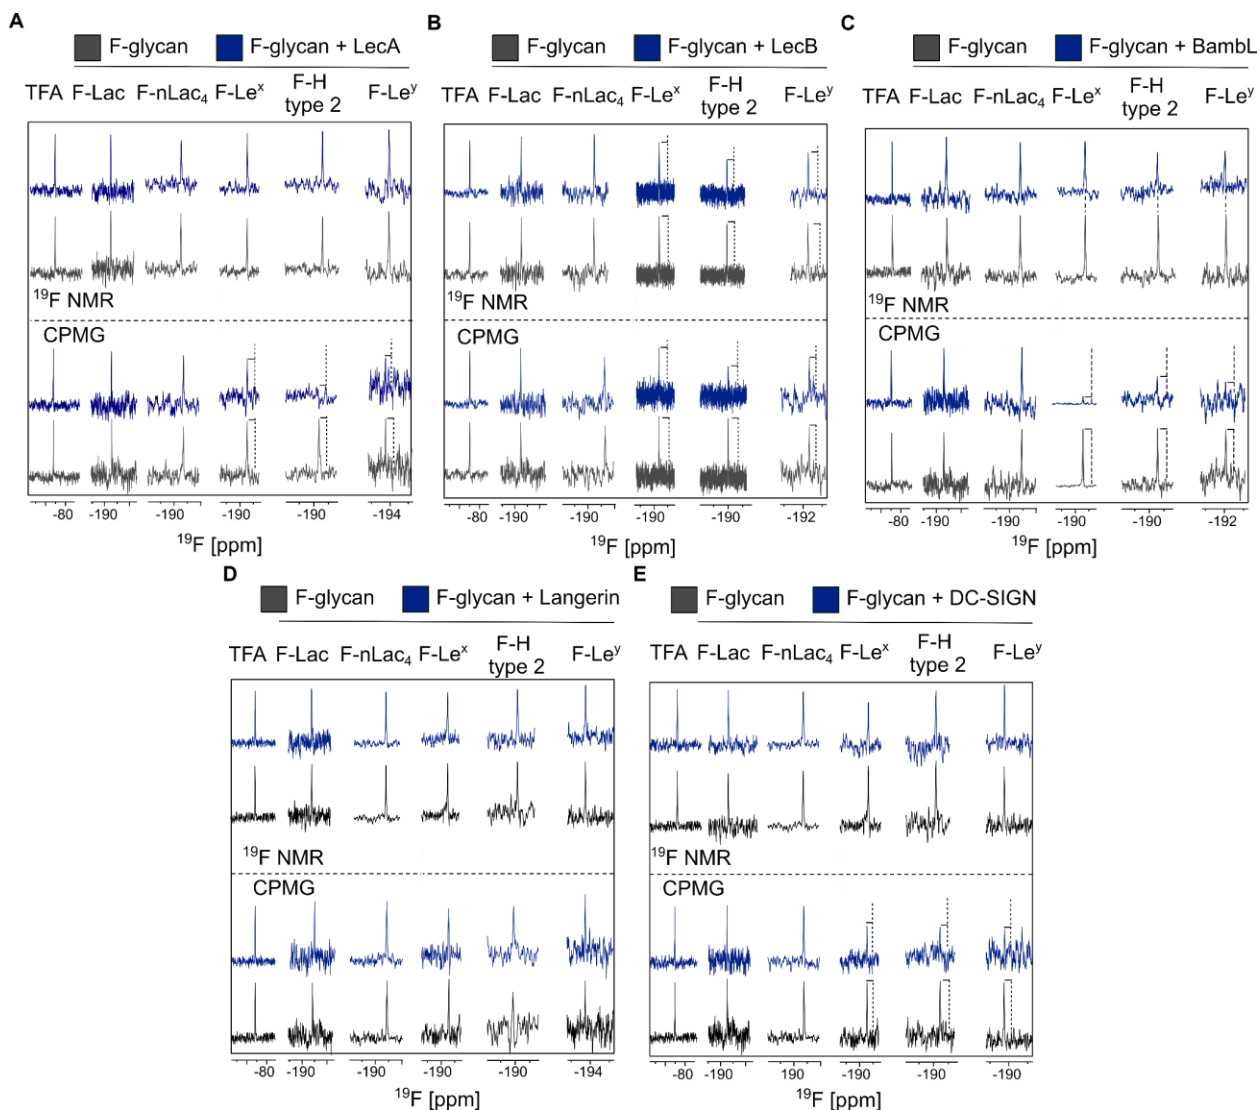 A
F-glycan F-glycan + LecA
TFA F-Lac F-nLac₄ F-Leˣ F-H type 2 F-Leʸ
¹⁹F NMR
CPMG
-80 -190 -190 -190 -190 -194
¹⁹F [ppm]
B
F-glycan F-glycan + LecB
TFA F-Lac F-nLac₄ F-Leˣ F-H type 2 F-Leʸ
¹⁹F NMR
CPMG
-80 -190 -190 -190 -190 -192
¹⁹F [ppm]
C
F-glycan F-glycan + BambL
TFA F-Lac F-nLac₄ F-Leˣ F-H type 2 F-Leʸ
¹⁹F NMR
CPMG
-80 -190 -190 -190 -190 -192
¹⁹F [ppm]
D
F-glycan F-glycan + Langerin
TFA F-Lac F-nLac₄ F-Leˣ F-H type 2 F-Leʸ
¹⁹F NMR
CPMG
-80 -190 -190 -190 -190 -194
¹⁹F [ppm]
E
F-glycan F-glycan + DC-SIGN
TFA F-Lac F-nLac₄ F-Leˣ F-H type 2 F-Leʸ
¹⁹F NMR
CPMG
-80 -190 -190 -190 -190 -190
¹⁹F [ppm]